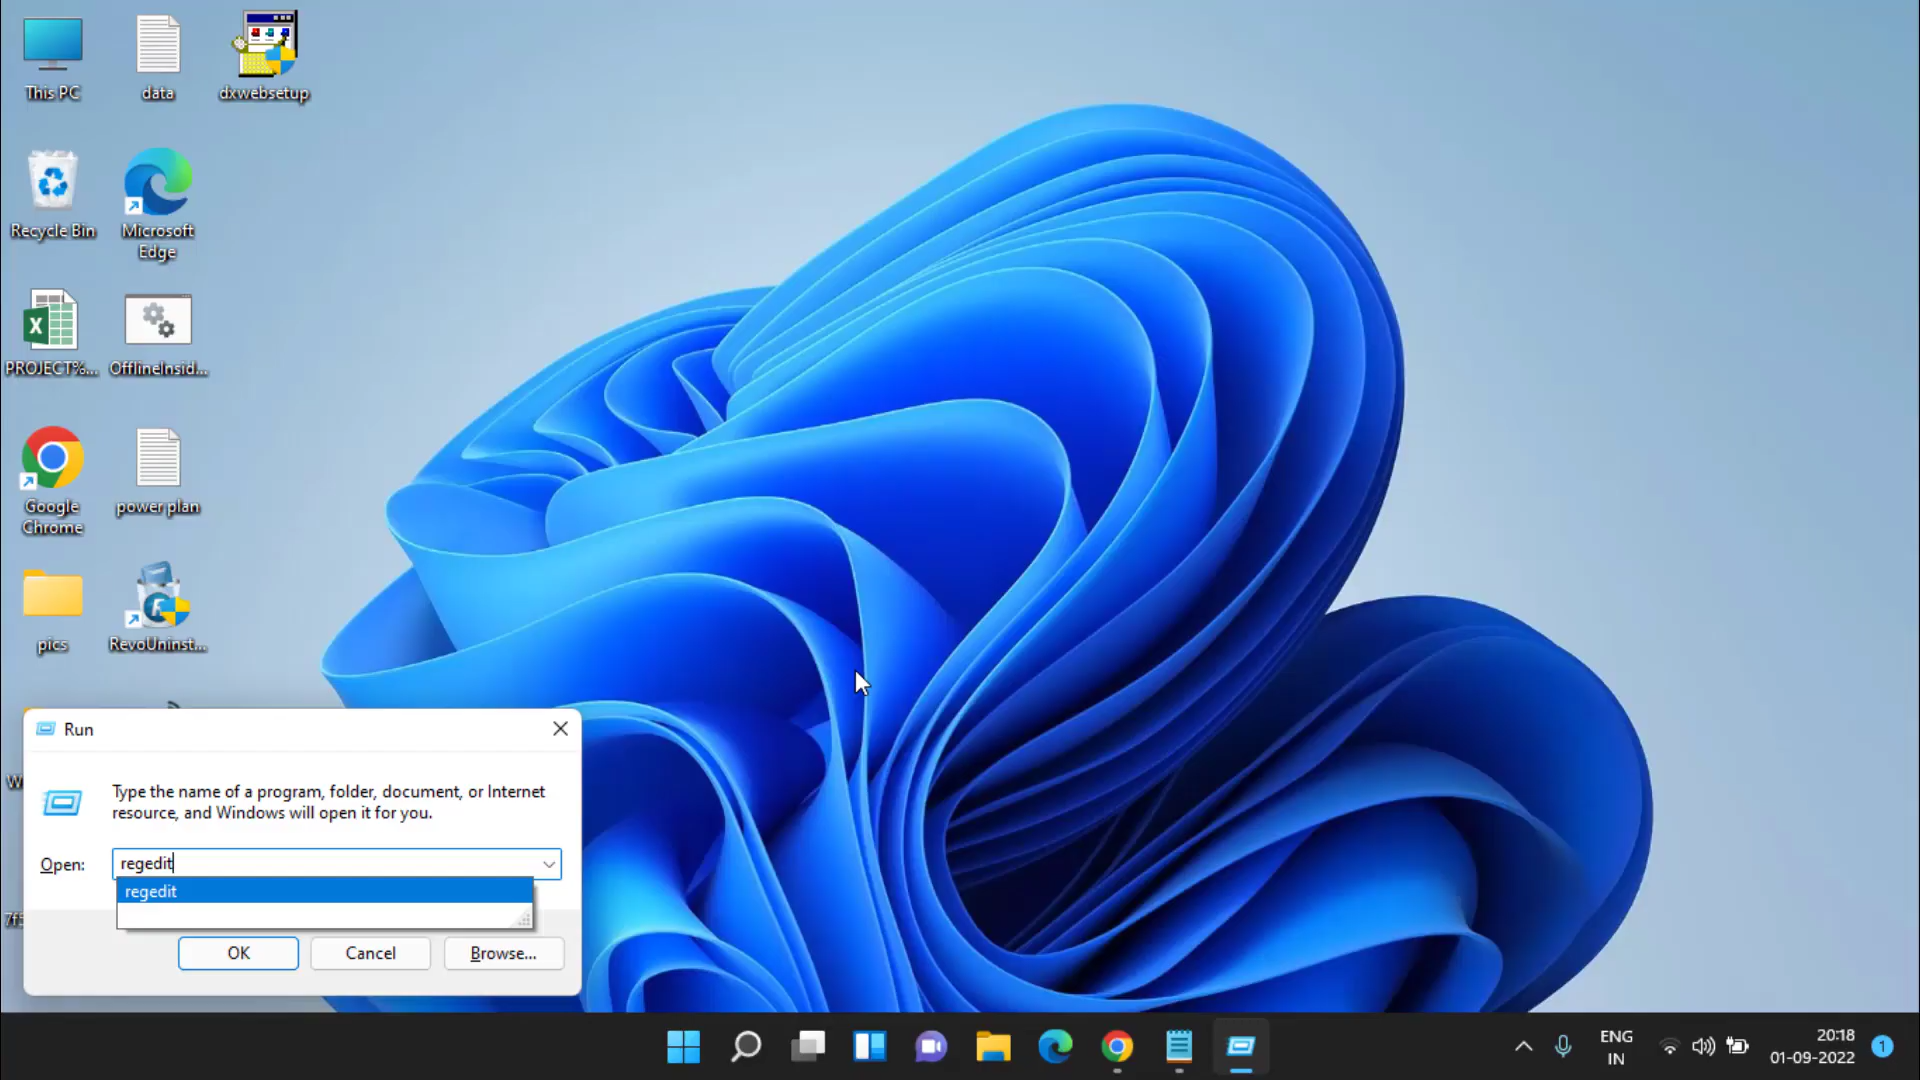 This PC
data
dxwebsetup
Recycle Bin
Microsoft
Edge
PROJECT%...
OfflineInsid...
Google
Chrome
power plan
pics
RevoUninst...
Run
Type the name of a program, folder, document, or Internet
resource, and Windows will open it for you.
Open:
regedit
regedit
OK
Cancel
Browse...
ENG
IN
20:18
01-09-2022
1